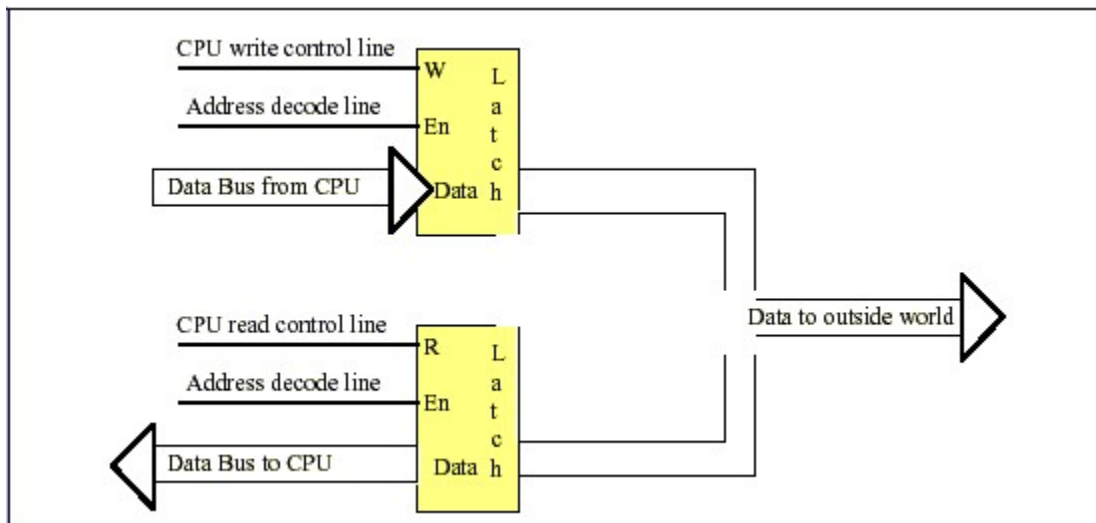 CPU write control line
W
Address decode line
En
Data Bus from CPU
Data
Latch
Data to outside world
CPU read control line
R
Address decode line
En
Data Bus to CPU
Data
Latch